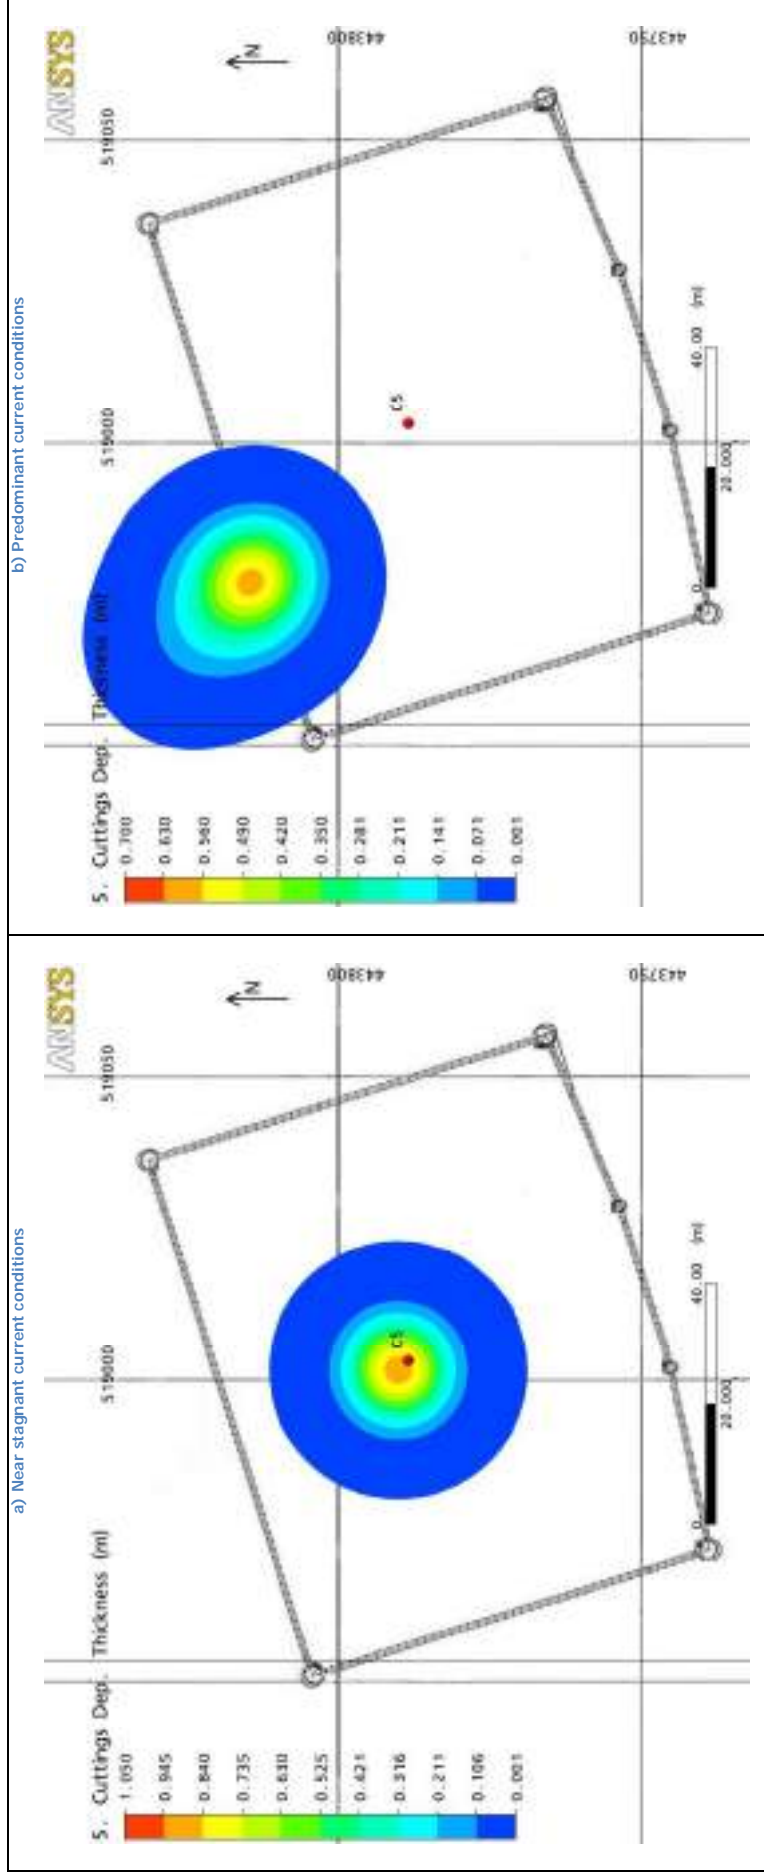 a) Near stagnant current conditions
ANSYS
S. Cuttings Dep. Thickness (m)
1.050
0.945
0.840
0.735
0.630
0.525
0.421
0.316
0.211
0.106
0.001
519000
519050
N
443800
443750
C5
0
20.000
40.00 (m)
b) Predominant current conditions
ANSYS
S. Cuttings Dep. Thickness (m)
0.700
0.630
0.560
0.490
0.420
0.350
0.281
0.211
0.141
0.071
0.001
519000
519050
N
443800
443750
C5
0
20.000
40.00 (m)